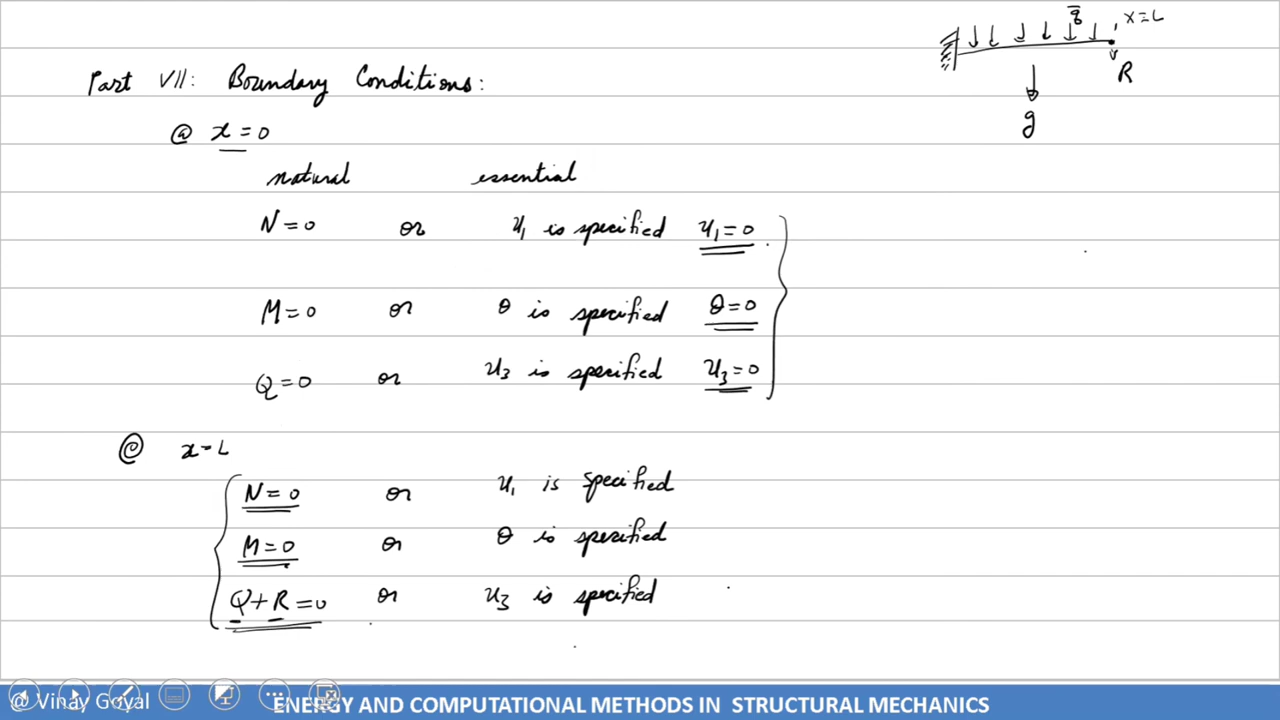 q̄ x=L
R
g
Part VII: Boundary Conditions:
@ x=0
natural essential
N=0 or u₁ is specified u₁=0
M=0 or θ is specified θ=0
Q=0 or u₃ is specified u₃=0
@ x=L
N=0 or u₁ is specified
M=0 or θ is specified
Q+R=0 or u₃ is specified
@ Vinay Goyal ENERGY AND COMPUTATIONAL METHODS IN STRUCTURAL MECHANICS